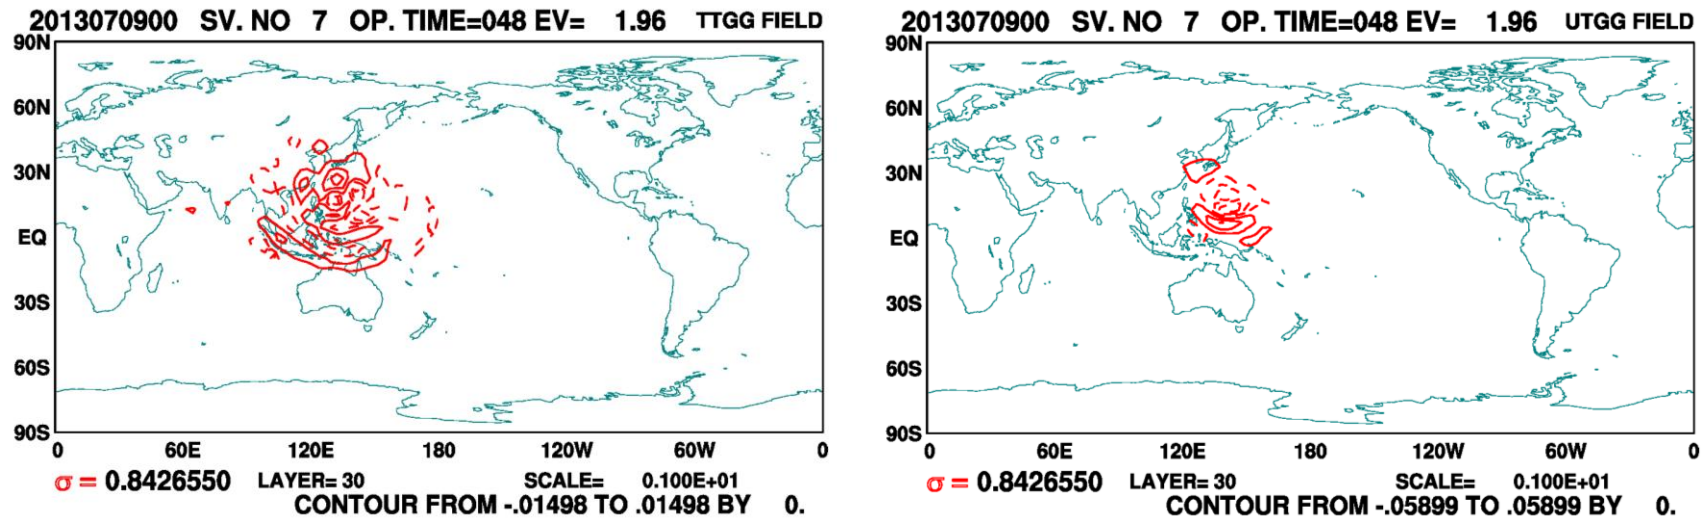 2013070900 SV. NO 7 OP. TIME=048 EV= 1.96 TTGG FIELD
90N
60N
30N
EQ
30S
60S
90S
0 60E 120E 180 120W 60W 0
σ = 0.8426550 LAYER= 30 SCALE= 0.100E+01
CONTOUR FROM -.01498 TO .01498 BY 0.
2013070900 SV. NO 7 OP. TIME=048 EV= 1.96 UTGG FIELD
90N
60N
30N
EQ
30S
60S
90S
0 60E 120E 180 120W 60W 0
σ = 0.8426550 LAYER= 30 SCALE= 0.100E+01
CONTOUR FROM -.05899 TO .05899 BY 0.